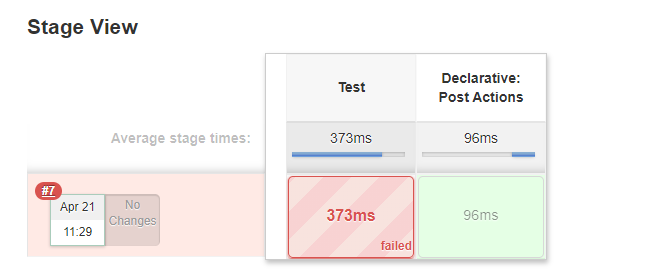 Stage View
Test
Declarative:
Post Actions
Average stage times:
373ms
96ms
#7
Apr 21
11:29
No
Changes
373ms
failed
96ms